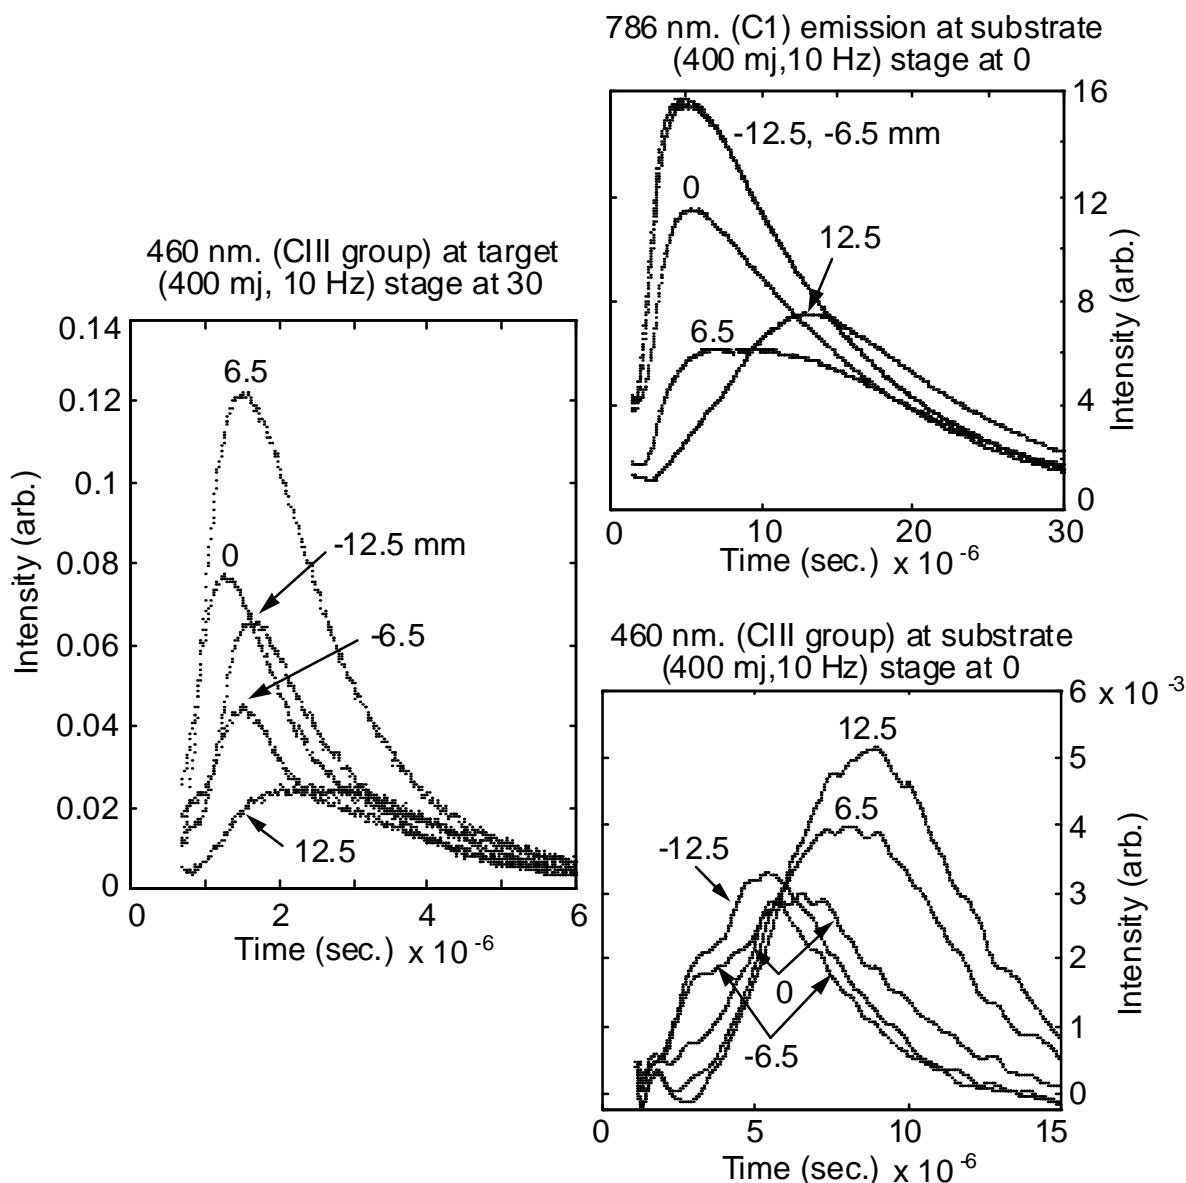 786 nm. (C1) emission at substrate
(400 mj,10 Hz) stage at 0
16
12
8
4
0
Intensity (arb.)
-12.5, -6.5 mm
0
12.5
6.5
0
10
20
30
Time (sec.) x 10 -6
460 nm. (CIII group) at target
(400 mj, 10 Hz) stage at 30
0.14
0.12
0.1
0.08
0.06
0.04
0.02
0
Intensity (arb.)
6.5
0
-12.5 mm
-6.5
12.5
0
2
4
6
Time (sec.) x 10 -6
460 nm. (CIII group) at substrate
(400 mj,10 Hz) stage at 0
6 x 10 -3
5
4
3
2
1
0
Intensity (arb.)
12.5
6.5
-12.5
0
-6.5
0
5
10
15
Time (sec.) x 10 -6